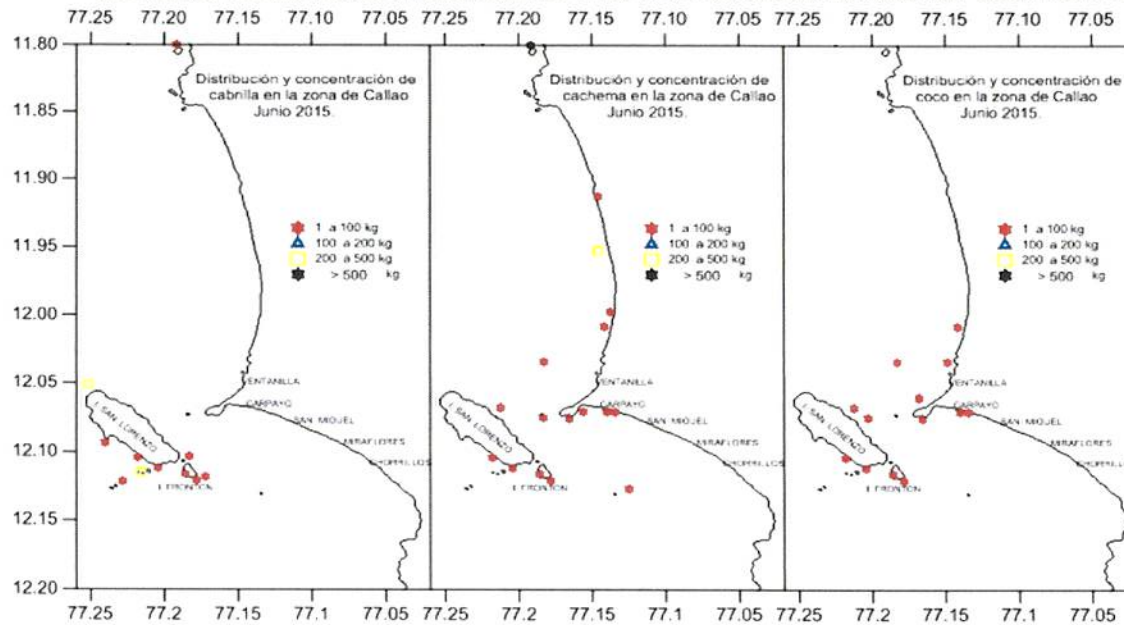 77.25 77.2 77.15 77.1 77.05 77.25 77.2 77.15 77.1 77.05 77.25 77.2 77.15 77.1 77.05
11.80
11.85
11.90
11.95
12.00
12.05
12.10
12.15
12.20
Distribución y concentración de
cabrilla en la zona de Callao
Junio 2015.
1 a 100 kg
100 a 200 kg
200 a 500 kg
> 500 kg
VENTANILLA
CARPAYO
SAN MIGUEL
MIRAFLORES
CHORRILLOS
I. SAN LORENZO
I. FRONTON
Distribución y concentración de
cachema en la zona de Callao
Junio 2015.
1 a 100 kg
100 a 200 kg
200 a 500 kg
> 500 kg
VENTANILLA
CARPAYO
SAN MIGUEL
MIRAFLORES
CHORRILLOS
I. SAN LORENZO
I. FRONTON
Distribución y concentración de
coco en la zona de Callao
Junio 2015.
1 a 100 kg
100 a 200 kg
200 a 500 kg
> 500 kg
VENTANILLA
CARPAYO
SAN MIGUEL
MIRAFLORES
CHORRILLOS
I. SAN LORENZO
I. FRONTON
77.25 77.2 77.15 77.1 77.05 77.25 77.2 77.15 77.1 77.05 77.25 77.2 77.15 77.1 77.05